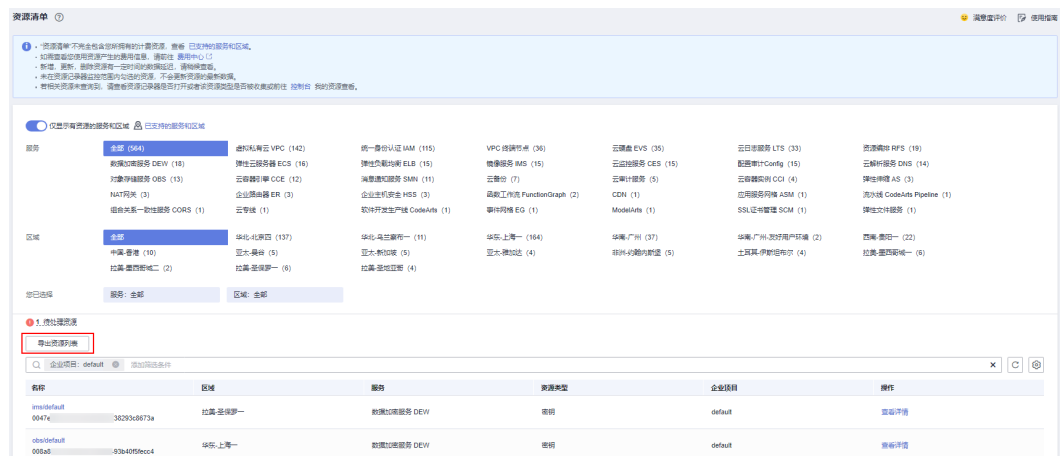 资源清单
满意度评价 使用指南
“资源清单”不完全包含您所拥有的计费资源，查看 已支持的服务和区域。
如需查看您使用资源产生的费用信息，请前往 费用中心
新增、更新、删除资源有一定时间的数据延迟，请稍候查看。
未在资源记录器监控范围内勾选的资源，不会更新资源的最新数据。
若相关资源未查询到，请查看资源记录器是否打开或者该资源类型是否被收集或前往 控制台 我的资源查看。
仅显示有资源的服务和区域 已支持的服务和区域
服务 全部 (564) 虚拟私有云 VPC (142) 统一身份认证 IAM (115) VPC 终端节点 (36) 云硬盘 EVS (35) 云日志服务 LTS (33) 资源编排 RFS (19)
数据加密服务 DEW (18) 弹性云服务器 ECS (16) 弹性负载均衡 ELB (15) 镜像服务 IMS (15) 云监控服务 CES (15) 配置审计Config (15) 云解析服务 DNS (14)
对象存储服务 OBS (13) 云容器引擎 CCE (12) 消息通知服务 SMN (11) 云备份 (7) 云审计服务 (5) 云容器实例 CCI (4) 弹性伸缩 AS (3)
NAT网关 (3) 企业路由器 ER (3) 企业主机安全 HSS (3) 函数工作流 FunctionGraph (2) CDN (1) 应用服务网格 ASM (1) 流水线 CodeArts Pipeline (1)
组合关系一致性服务 CORS (1) 云专线 (1) 软件开发生产线 CodeArts (1) 事件网格 EG (1) ModelArts (1) SSL证书管理 SCM (1) 弹性文件服务 (1)
区域 全部 华北-北京四 (137) 华北-乌兰察布一 (11) 华东-上海一 (164) 华南-广州 (37) 华南-广州-友好用户环境 (2) 西南-贵阳一 (22)
中国-香港 (10) 亚太-曼谷 (5) 亚太-新加坡 (5) 亚太-雅加达 (4) 非洲-约翰内斯堡 (5) 土耳其-伊斯坦布尔 (4) 拉美-墨西哥城一 (6)
拉美-墨西哥城二 (2) 拉美-圣保罗一 (6) 拉美-圣地亚哥 (4)
您已选择 服务：全部 区域：全部
1 待处理资源
导出资源列表
企业项目：default 添加筛选条件
名称 区域 服务 资源类型 企业项目 操作
ims/default
0047e 38293c8673a 拉美-圣保罗一 数据加密服务 DEW 密钥 default 查看详情
obs/default
008a8 -93b40f5fecc4 华东-上海一 数据加密服务 DEW 密钥 default 查看详情